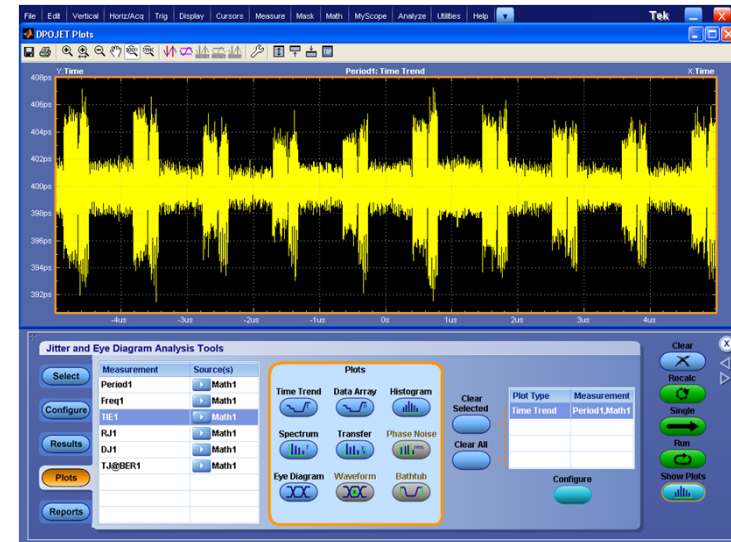 File Edit Vertical Horiz/Acq Trig Display Cursors Measure Mask Math MyScope Analyze Utilities Help Tek X
DPOJET Plots
Y:Time Period1: Time Trend X:Time
408ps
406ps
404ps
402ps
400ps
398ps
396ps
394ps
392ps
-4us -3us -2us -1us 0s 1us 2us 3us 4us
Jitter and Eye Diagram Analysis Tools
Select
Configure
Results
Plots
Reports
Measurement Source(s)
Period1 Math1
Freq1 Math1
TIE1 Math1
RJ1 Math1
DJ1 Math1
TJ@BER1 Math1
Plots
Time Trend Data Array Histogram
Spectrum Transfer Phase Noise
Eye Diagram Waveform Bathtub
Clear
Selected
Clear All
Plot Type Measurement
Time Trend Period1,Math1
Configure
Clear
X
Recalc
Single
Run
Show Plots